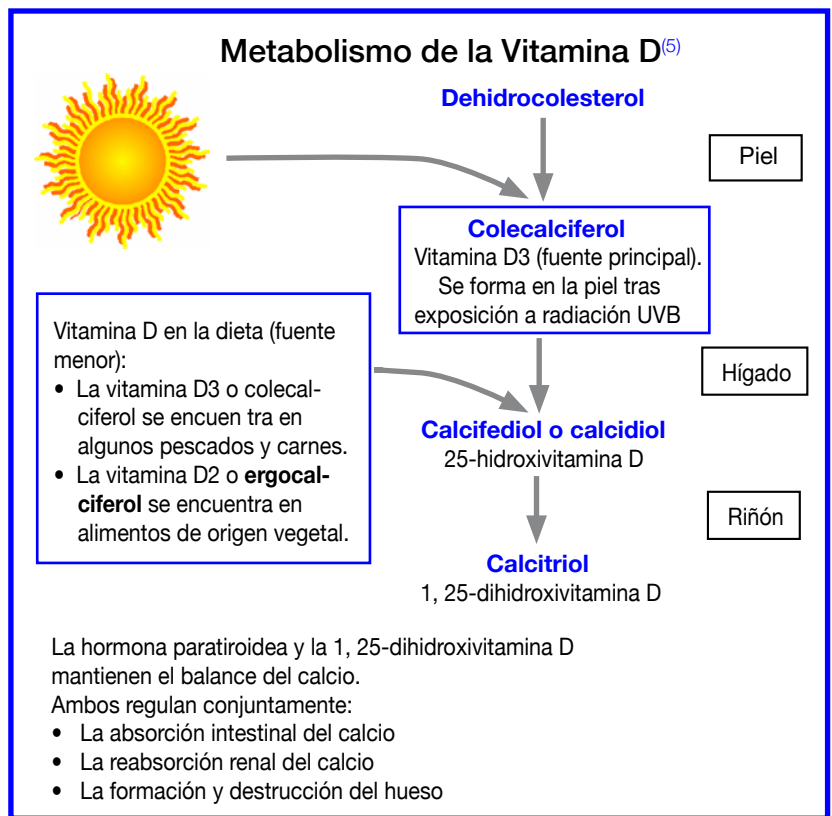 Metabolismo de la Vitamina D(5)
Dehidrocolesterol
Piel
Colecalciferol
Vitamina D3 (fuente principal).
Se forma en la piel tras
exposición a radiación UVB
Vitamina D en la dieta (fuente
menor):
• La vitamina D3 o colecal-
ciferol se encuen tra en
algunos pescados y carnes.
• La vitamina D2 o ergocal-
ciferol se encuentra en
alimentos de origen vegetal.
Hígado
Calcifediol o calcidiol
25-hidroxivitamina D
Riñón
Calcitriol
1, 25-dihidroxivitamina D
La hormona paratiroidea y la 1, 25-dihidroxivitamina D
mantienen el balance del calcio.
Ambos regulan conjuntamente:
• La absorción intestinal del calcio
• La reabsorción renal del calcio
• La formación y destrucción del hueso